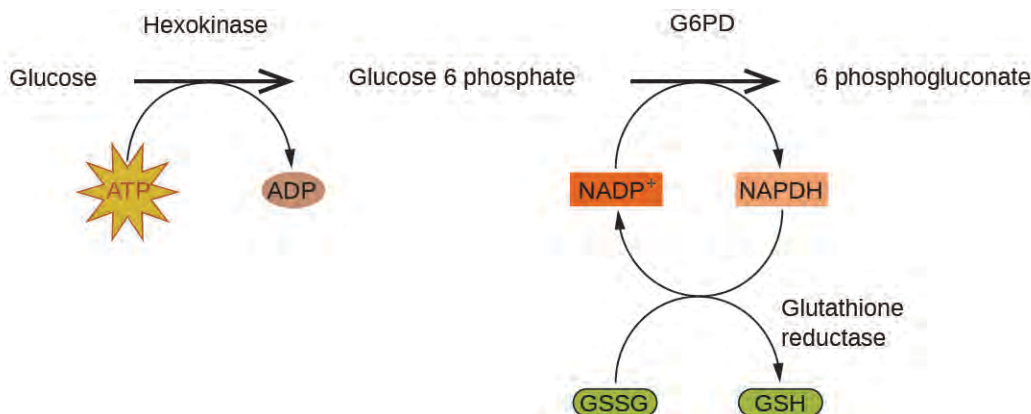 Hexokinase
G6PD
Glucose
Glucose 6 phosphate
6 phosphogluconate
ATP
ADP
NADP+
NAPDH
Glutathione
reductase
GSSG
GSH